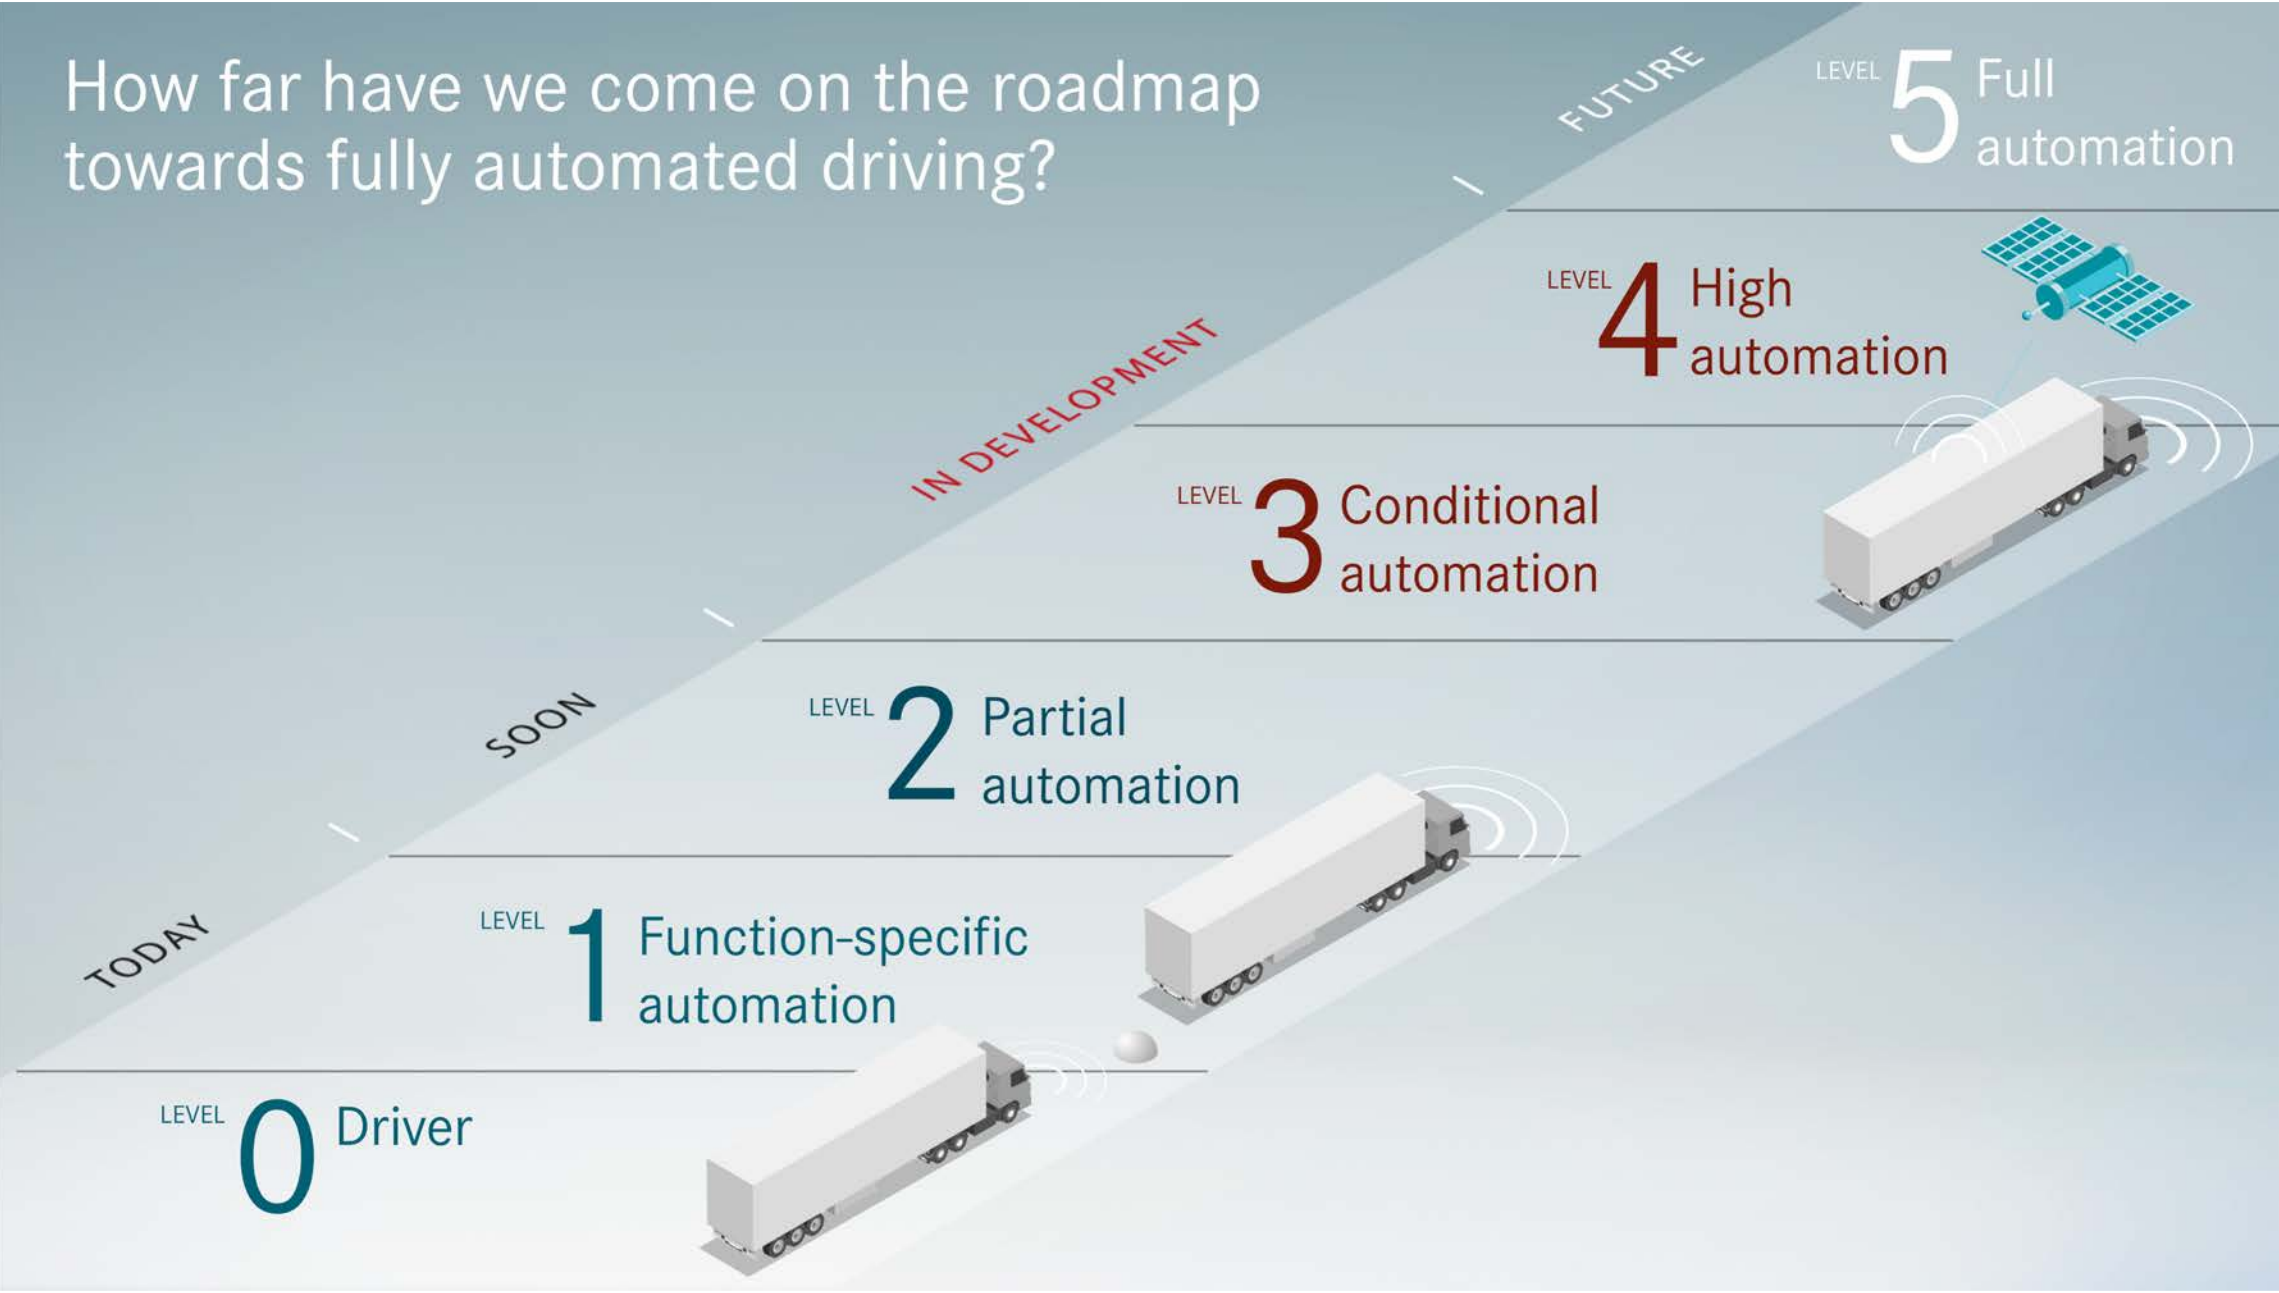 How far have we come on the roadmap
towards fully automated driving?
FUTURE
LEVEL 5 Full
automation
IN DEVELOPMENT
LEVEL 4 High
automation
LEVEL 3 Conditional
automation
SOON
LEVEL 2 Partial
automation
TODAY
LEVEL 1 Function-specific
automation
LEVEL 0 Driver